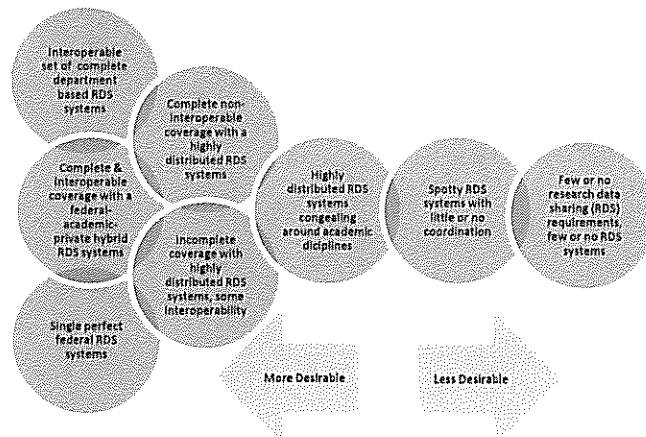 Interoperable
set of complete
department
based RDS
systems
Complete non-
interoperable
coverage with a
highly
distributed RDS
systems
Complete &
Interoperable
coverage with a
federal-
academic-
private hybrid
RDS systems
Incomplete
coverage with
highly
distributed RDS
systems, some
interoperability
Single perfect
federal RDS
systems
Highly
distributed RDS
systems
congealing
around academic
diciplines
Spotty RDS
systems with
little or no
coordination
Few or no
research data
sharing (RDS)
requirements,
few or no RDS
systems
More Desirable
Less Desirable